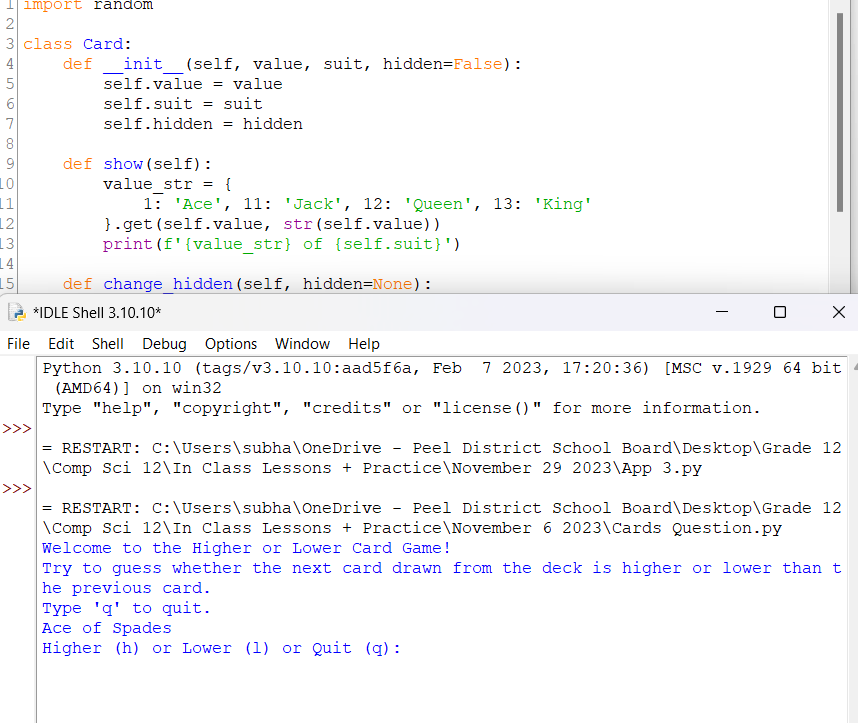 1 import random
2
3 class Card:
4     def __init__(self, value, suit, hidden=False):
5         self.value = value
6         self.suit = suit
7         self.hidden = hidden
8
9     def show(self):
10         value_str = {
11             1: 'Ace', 11: 'Jack', 12: 'Queen', 13: 'King'
12         }.get(self.value, str(self.value))
13         print(f'{value_str} of {self.suit}')
14
15     def change_hidden(self, hidden=None):
*IDLE Shell 3.10.10*
File Edit Shell Debug Options Window Help
Python 3.10.10 (tags/v3.10.10:aad5f6a, Feb  7 2023, 17:20:36) [MSC v.1929 64 bit
 (AMD64)] on win32
Type "help", "copyright", "credits" or "license()" for more information.
>>>
= RESTART: C:\Users\subha\OneDrive - Peel District School Board\Desktop\Grade 12
\Comp Sci 12\In Class Lessons + Practice\November 29 2023\App 3.py
>>>
= RESTART: C:\Users\subha\OneDrive - Peel District School Board\Desktop\Grade 12
\Comp Sci 12\In Class Lessons + Practice\November 6 2023\Cards Question.py
Welcome to the Higher or Lower Card Game!
Try to guess whether the next card drawn from the deck is higher or lower than t
he previous card.
Type 'q' to quit.
Ace of Spades
Higher (h) or Lower (l) or Quit (q):